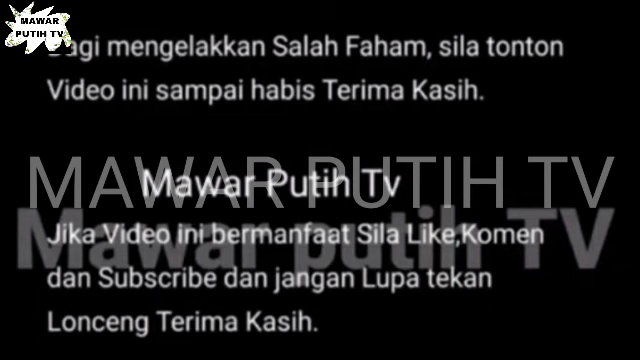 MAWAR
PUTIH TV
Bagi mengelakkan Salah Faham, sila tonton
Video ini sampai habis Terima Kasih.
MAWAR PUTIH TV
Mawar Putih Tv
Mawar putih TV
Jika Video ini bermanfaat Sila Like,Komen
dan Subscribe dan jangan Lupa tekan
Lonceng Terima Kasih.